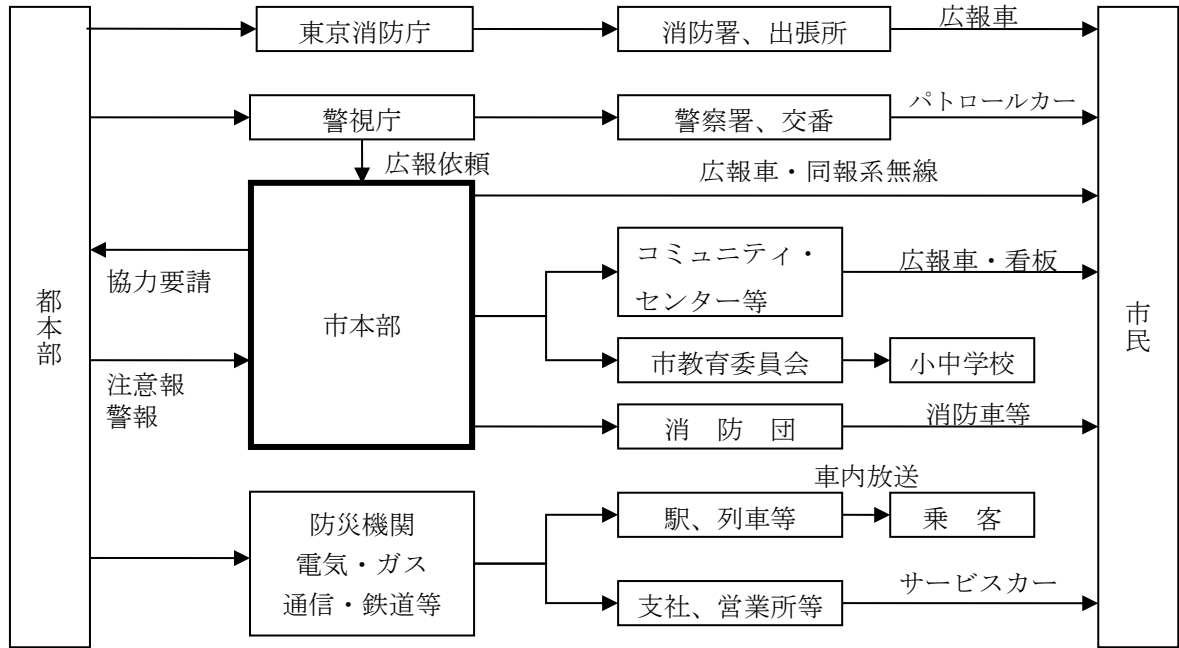 都本部
東京消防庁
消防署、出張所
広報車
警視庁
警察署、交番
パトロールカー
広報依頼
広報車・同報系無線
市本部
協力要請
注意報
警報
コミュニティ・
センター等
広報車・看板
市教育委員会
小中学校
消　防　団
消防車等
防災機関
電気・ガス
通信・鉄道等
駅、列車等
車内放送
乗　客
支社、営業所等
サービスカー
市民